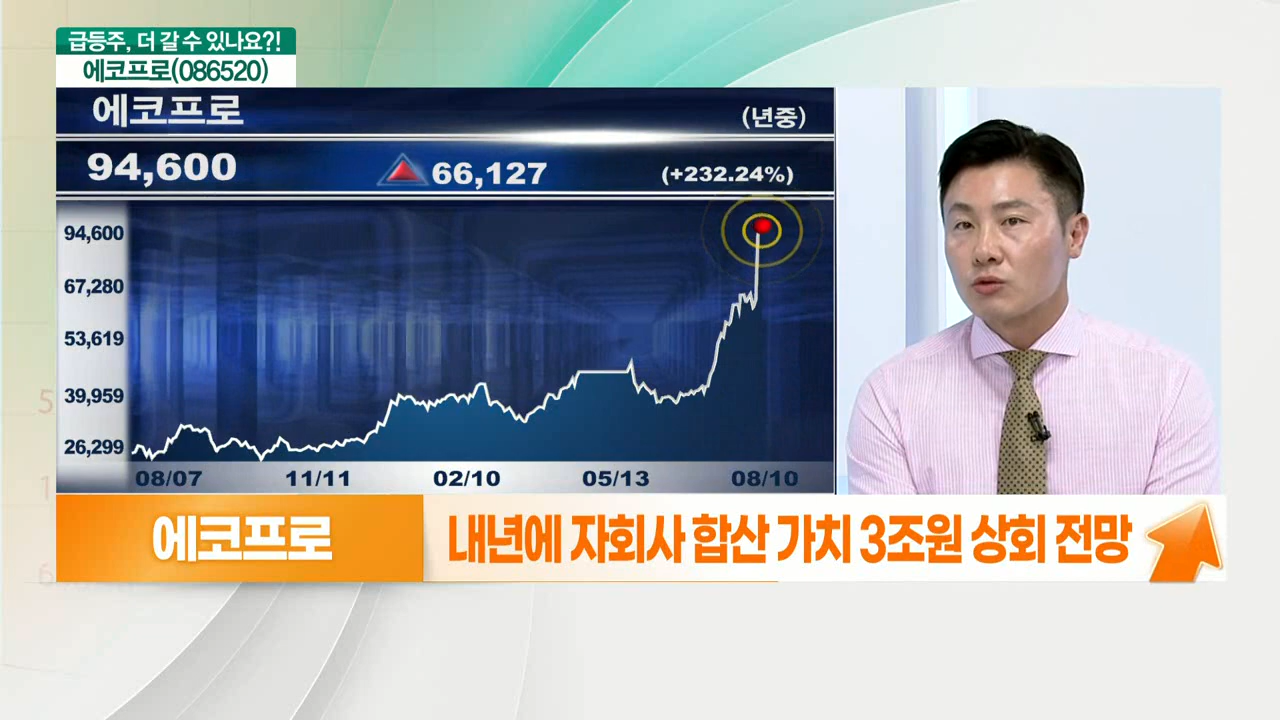 급등주, 더 갈 수 있나요?!
에코프로(086520)
에코프로
(년중)
94,600
66,127
(+232.24%)
94,600
67,280
53,619
39,959
26,299
08/07
11/11
02/10
05/13
08/10
에코프로
내년에 자회사 합산 가치 3조원 상회 전망
5
1
6